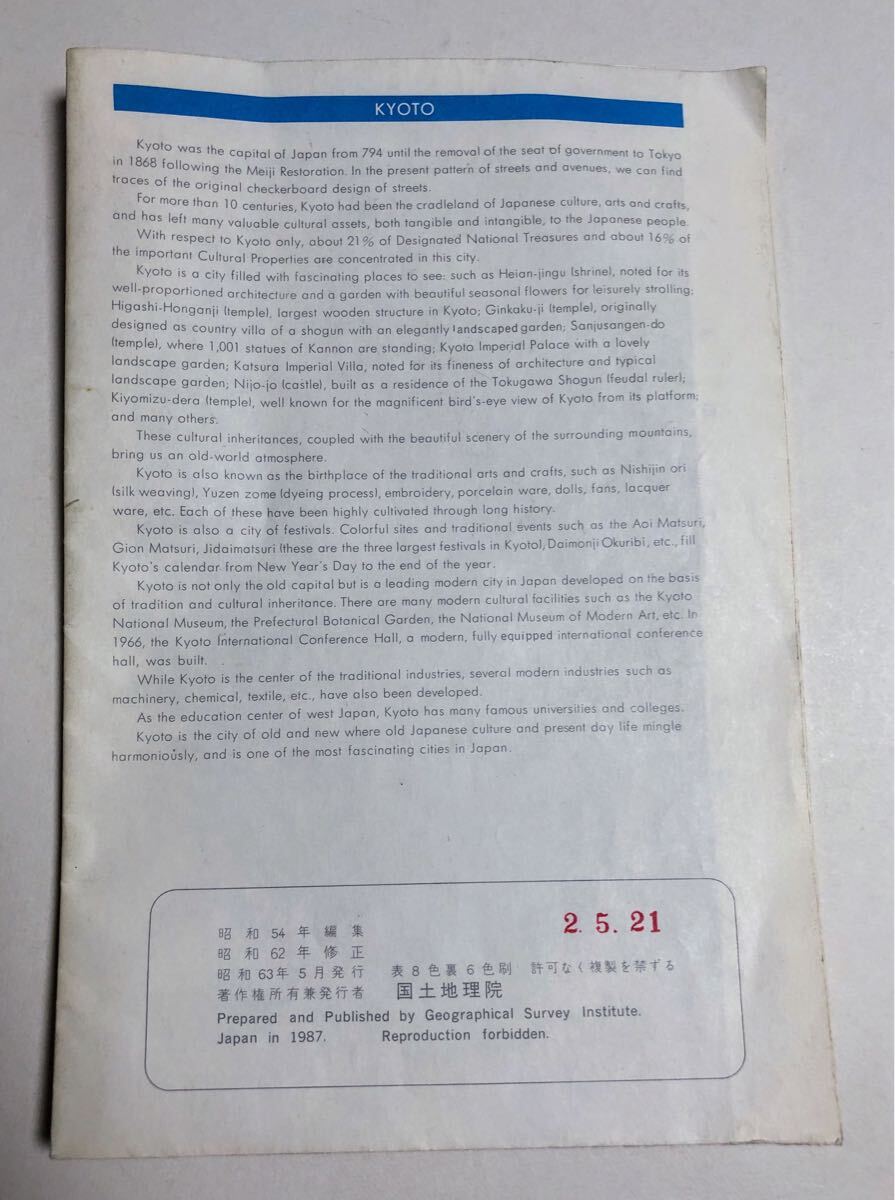 KYOTO
Kyoto was the capital of Japan from 794 until the removal of the seat of government to Tokyo
in 1868 following the Meiji Restoration. In the present pattern of streets and avenues, we can find
traces of the original checkerboard design of streets.
For more than 10 centuries, Kyoto had been the cradleland of Japanese culture, arts and crafts,
and has left many valuable cultural assets, both tangible and intangible, to the Japanese people.
With respect to Kyoto only, about 21% of Designated National Treasures and about 16% of
the important Cultural Properties are concentrated in this city.
Kyoto is a city filled with fascinating places to see: such as Heian-jingu (shrine), noted for its
well-proportioned architecture and a garden with beautiful seasonal flowers for leisurely strolling;
Higashi-Honganji (temple), largest wooden structure in Kyoto; Ginkaku-ji (temple), originally
designed as country villa of a shogun with an elegantly landscaped garden; Sanjusangen-do
(temple), where 1,001 statues of Kannon are standing; Kyoto Imperial Palace with a lovely
landscape garden; Katsura Imperial Villa, noted for its fineness of architecture and typical
landscape garden; Nijo-jo (castle), built as a residence of the Tokugawa Shogun (feudal ruler);
Kiyomizu-dera (temple), well known for the magnificent bird's-eye view of Kyoto from its platform;
and many others.
These cultural inheritances, coupled with the beautiful scenery of the surrounding mountains,
bring us an old-world atmosphere.
Kyoto is also known as the birthplace of the traditional arts and crafts, such as Nishijin ori
(silk weaving), Yuzen zome (dyeing process), embroidery, porcelain ware, dolls, fans, lacquer
ware, etc. Each of these have been highly cultivated through long history.
Kyoto is also a city of festivals. Colorful sites and traditional events such as the Aoi Matsuri,
Gion Matsuri, Jidaimatsuri (these are the three largest festivals in Kyoto), Daimonji Okuribi, etc., fill
Kyoto's calendar from New Year's Day to the end of the year.
Kyoto is not only the old capital but is a leading modern city in Japan developed on the basis
of tradition and cultural inheritance. There are many modern cultural facilities such as the Kyoto
National Museum, the Prefectural Botanical Garden, the National Museum of Modern Art, etc. In
1966, the Kyoto International Conference Hall, a modern, fully equipped international conference
hall, was built.
While Kyoto is the center of the traditional industries, several modern industries such as
machinery, chemical, textile, etc., have also been developed.
As the education center of west Japan, Kyoto has many famous universities and colleges.
Kyoto is the city of old and new where old Japanese culture and present day life mingle
harmoniously, and is one of the most fascinating cities in Japan.
2.5.21
昭和54年編集
昭和62年修正
昭和63年5月発行 表8色裏6色刷 許可なく複製を禁ずる
著作権所有兼発行者 国土地理院
Prepared and Published by Geographical Survey Institute.
Japan in 1987. Reproduction forbidden.